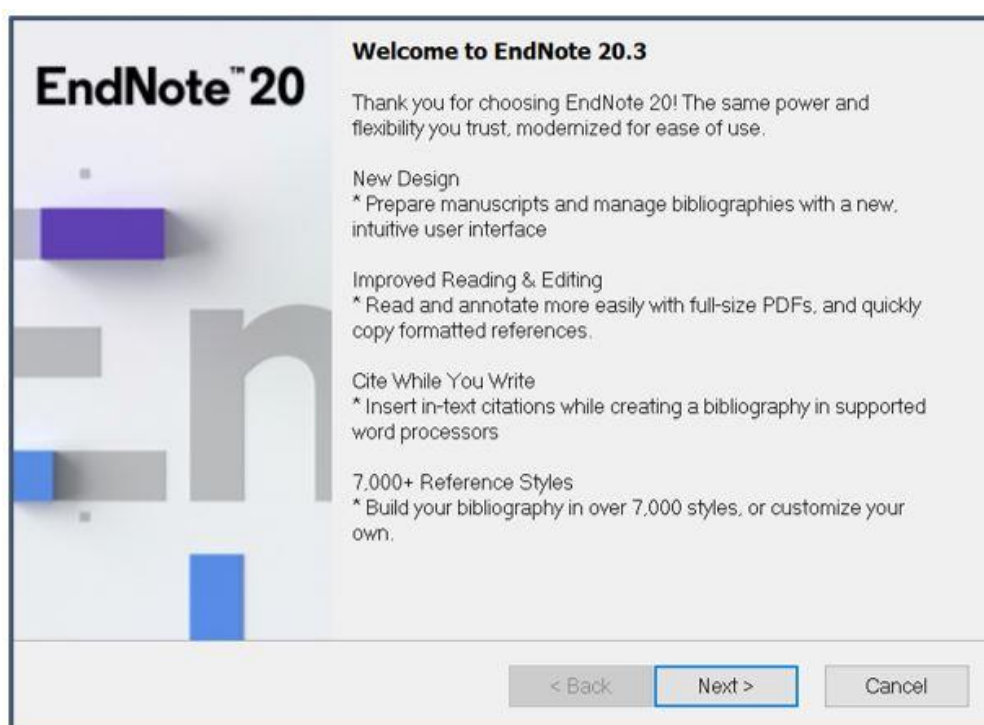 EndNote™20
Welcome to EndNote 20.3
Thank you for choosing EndNote 20! The same power and
flexibility you trust, modernized for ease of use.
New Design
* Prepare manuscripts and manage bibliographies with a new,
intuitive user interface
Improved Reading & Editing
* Read and annotate more easily with full-size PDFs, and quickly
copy formatted references.
Cite While You Write
* Insert in-text citations while creating a bibliography in supported
word processors
7,000+ Reference Styles
* Build your bibliography in over 7,000 styles, or customize your
own.
En
< Back Next > Cancel